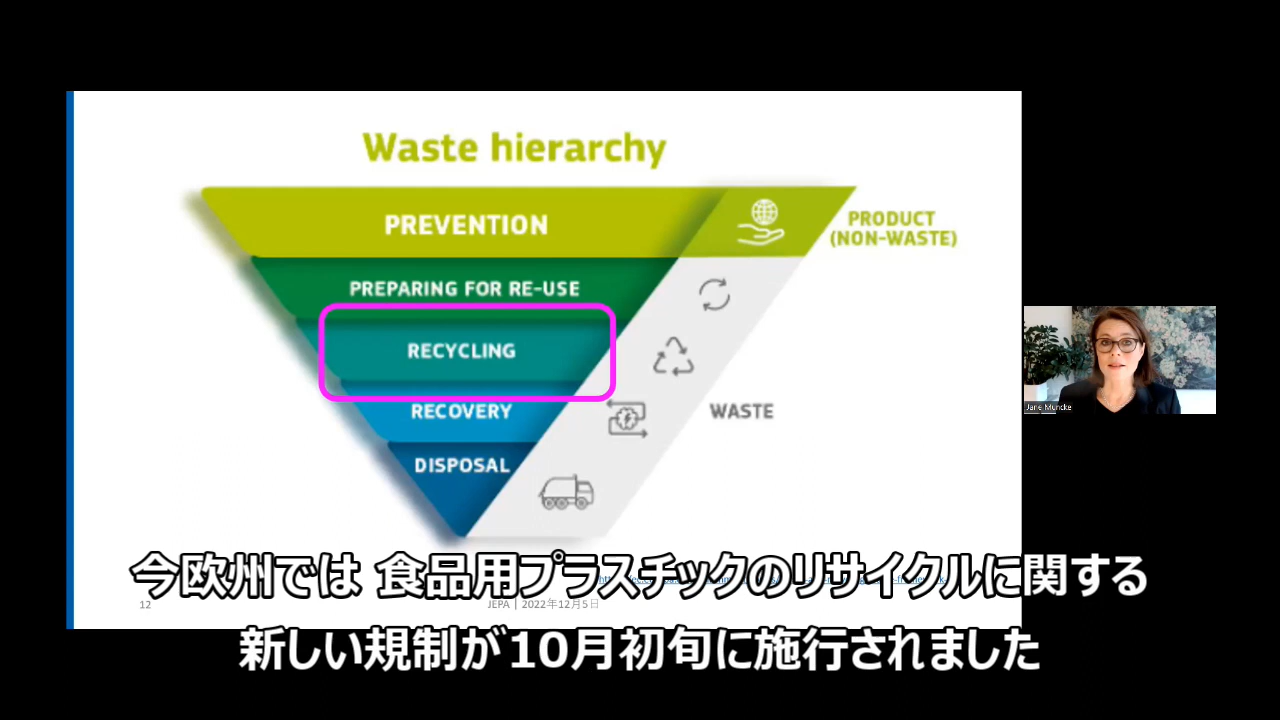 Waste hierarchy
PREVENTION
PRODUCT
(NON-WASTE)
PREPARING FOR RE-USE
RECYCLING
RECOVERY
WASTE
DISPOSAL
Jane Muncke
今欧州では 食品用プラスチックのリサイクルに関する
12
JEPA | 2022年12月5日
新しい規制が10月初旬に施行されました